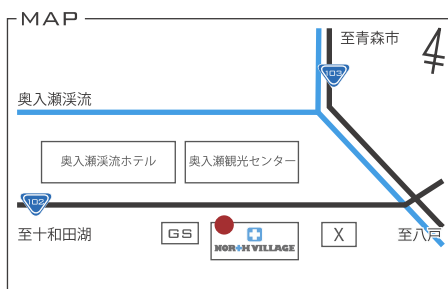 MAP
至青森市
4
103
奥入瀬渓流
奥入瀬渓流ホテル
奥入瀬観光センター
102
至十和田湖
GS
NORTH VILLAGE
X
至八戸